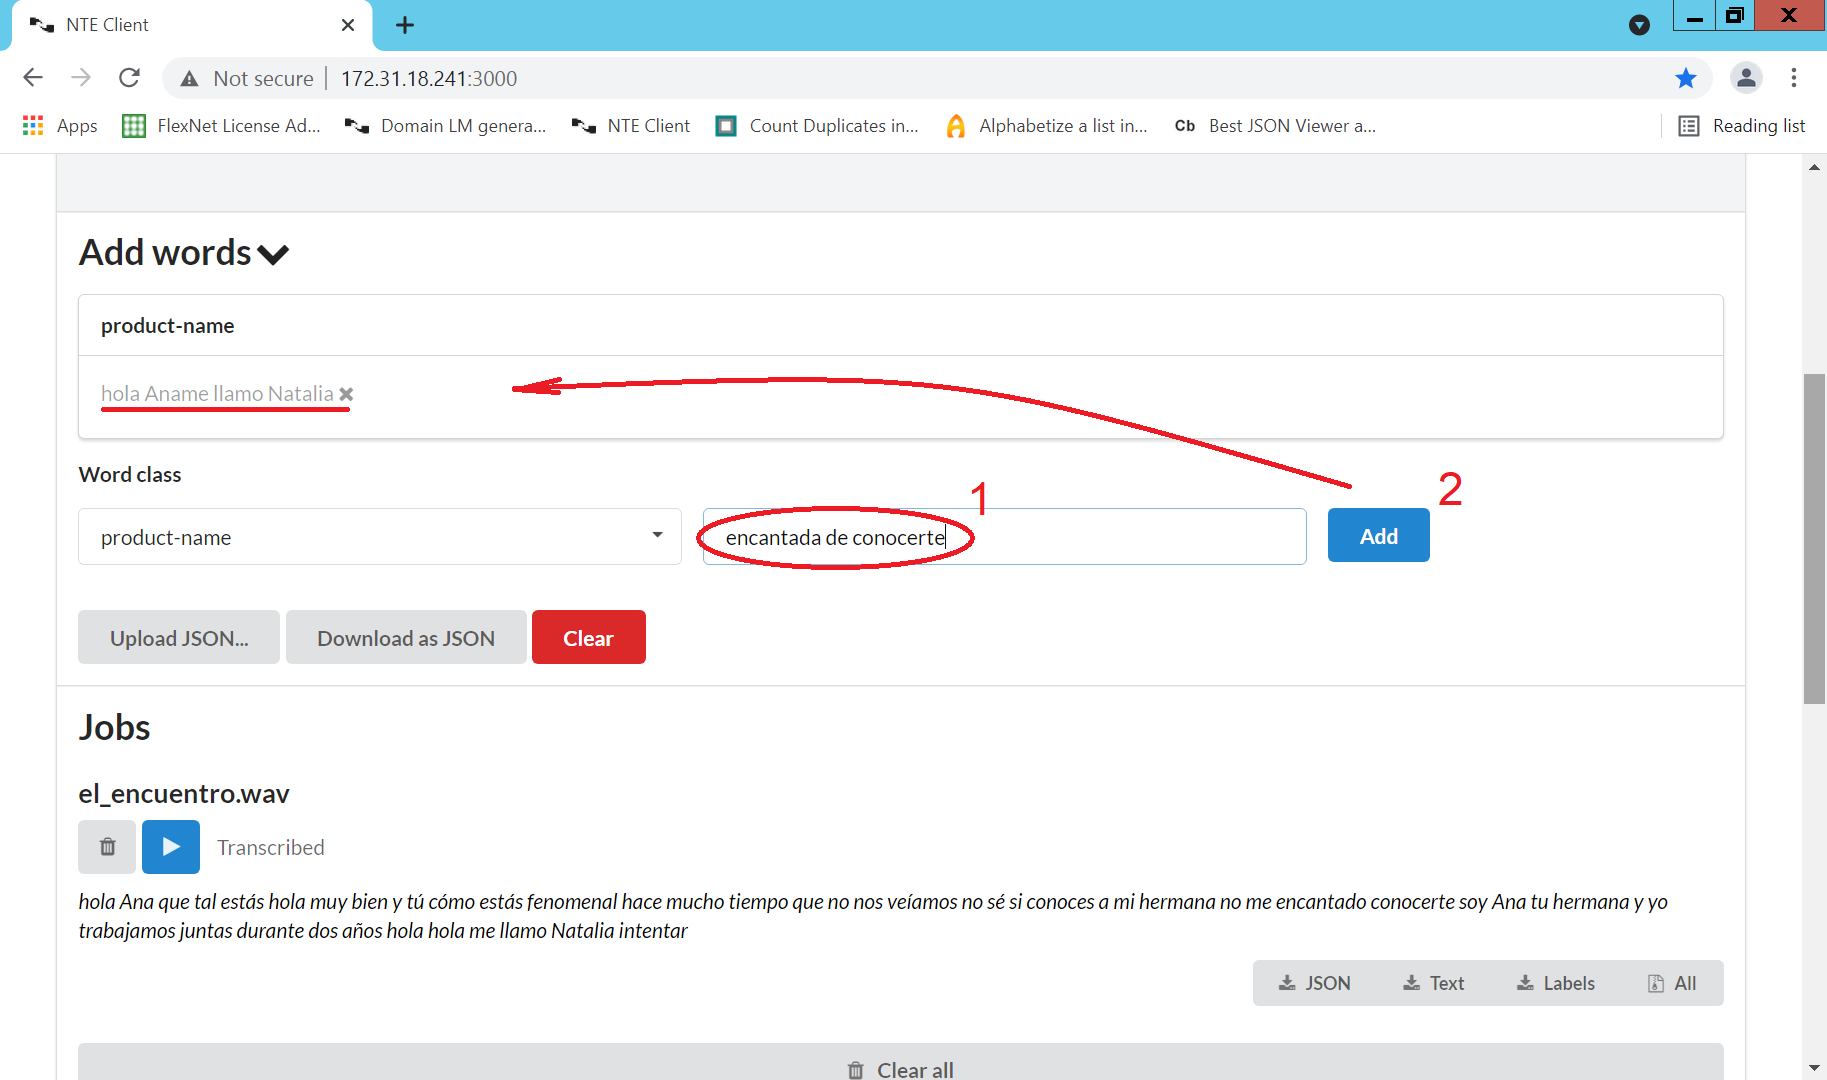 NTE Client
Not secure 172.31.18.241:3000
Apps FlexNet License Ad... Domain LM genera... NTE Client Count Duplicates in... Alphabetize a list in... Cb Best JSON Viewer a... Reading list
Add words
product-name
hola Aname llamo Natalia
Word class
1
2
product-name
encantada de conocerte
Add
Upload JSON... Download as JSON Clear
Jobs
el_encuentro.wav
Transcribed
hola Ana que tal estás hola muy bien y tú cómo estás fenomenal hace mucho tiempo que no nos veíamos no sé si conoces a mi hermana no me encantado conocerte soy Ana tu hermana y yo
trabajamos juntas durante dos años hola hola me llamo Natalia intentar
JSON Text Labels All
Clear all